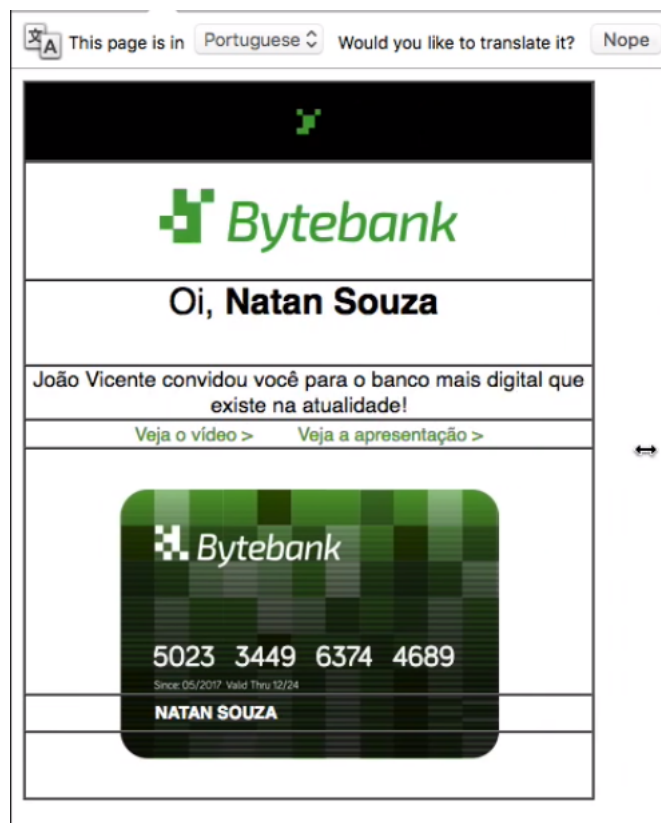 This page is in Portuguese Would you like to translate it? Nope
Bytebank
Oi, Natan Souza
João Vicente convidou você para o banco mais digital que
existe na atualidade!
Veja o vídeo > Veja a apresentação >
Bytebank
5023 3449 6374 4689
Since: 05/2017 Valid Thru 12/24
NATAN SOUZA